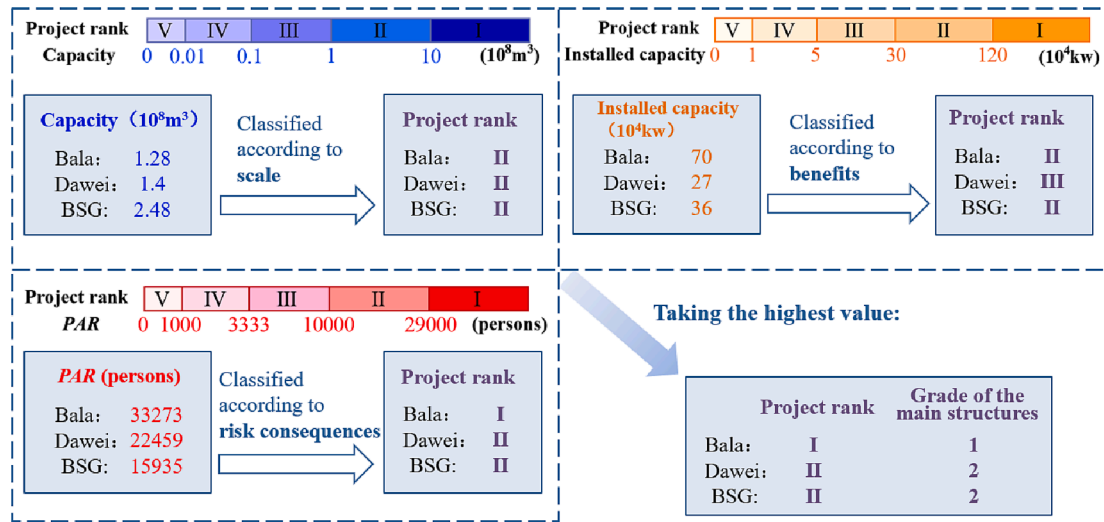 Project rank V IV III II I
Capacity 0 0.01 0.1 1 10 (10⁸m³)
Capacity（10⁸m³）
Bala： 1.28
Dawei： 1.4
BSG: 2.48
Classified
according to
scale
Project rank
Bala： II
Dawei： II
BSG: II
Project rank V IV III II I
Installed capacity 0 1 5 30 120 (10⁴kw)
Installed capacity
（10⁴kw）
Bala： 70
Dawei： 27
BSG: 36
Classified
according to
benefits
Project rank
Bala： II
Dawei： III
BSG: II
Project rank V IV III II I
PAR 0 1000 3333 10000 29000 (persons)
PAR (persons)
Bala： 33273
Dawei： 22459
BSG: 15935
Classified
according to
risk consequences
Project rank
Bala： I
Dawei： II
BSG: II
Taking the highest value:
Project rank Grade of the
main structures
Bala： I 1
Dawei： II 2
BSG: II 2